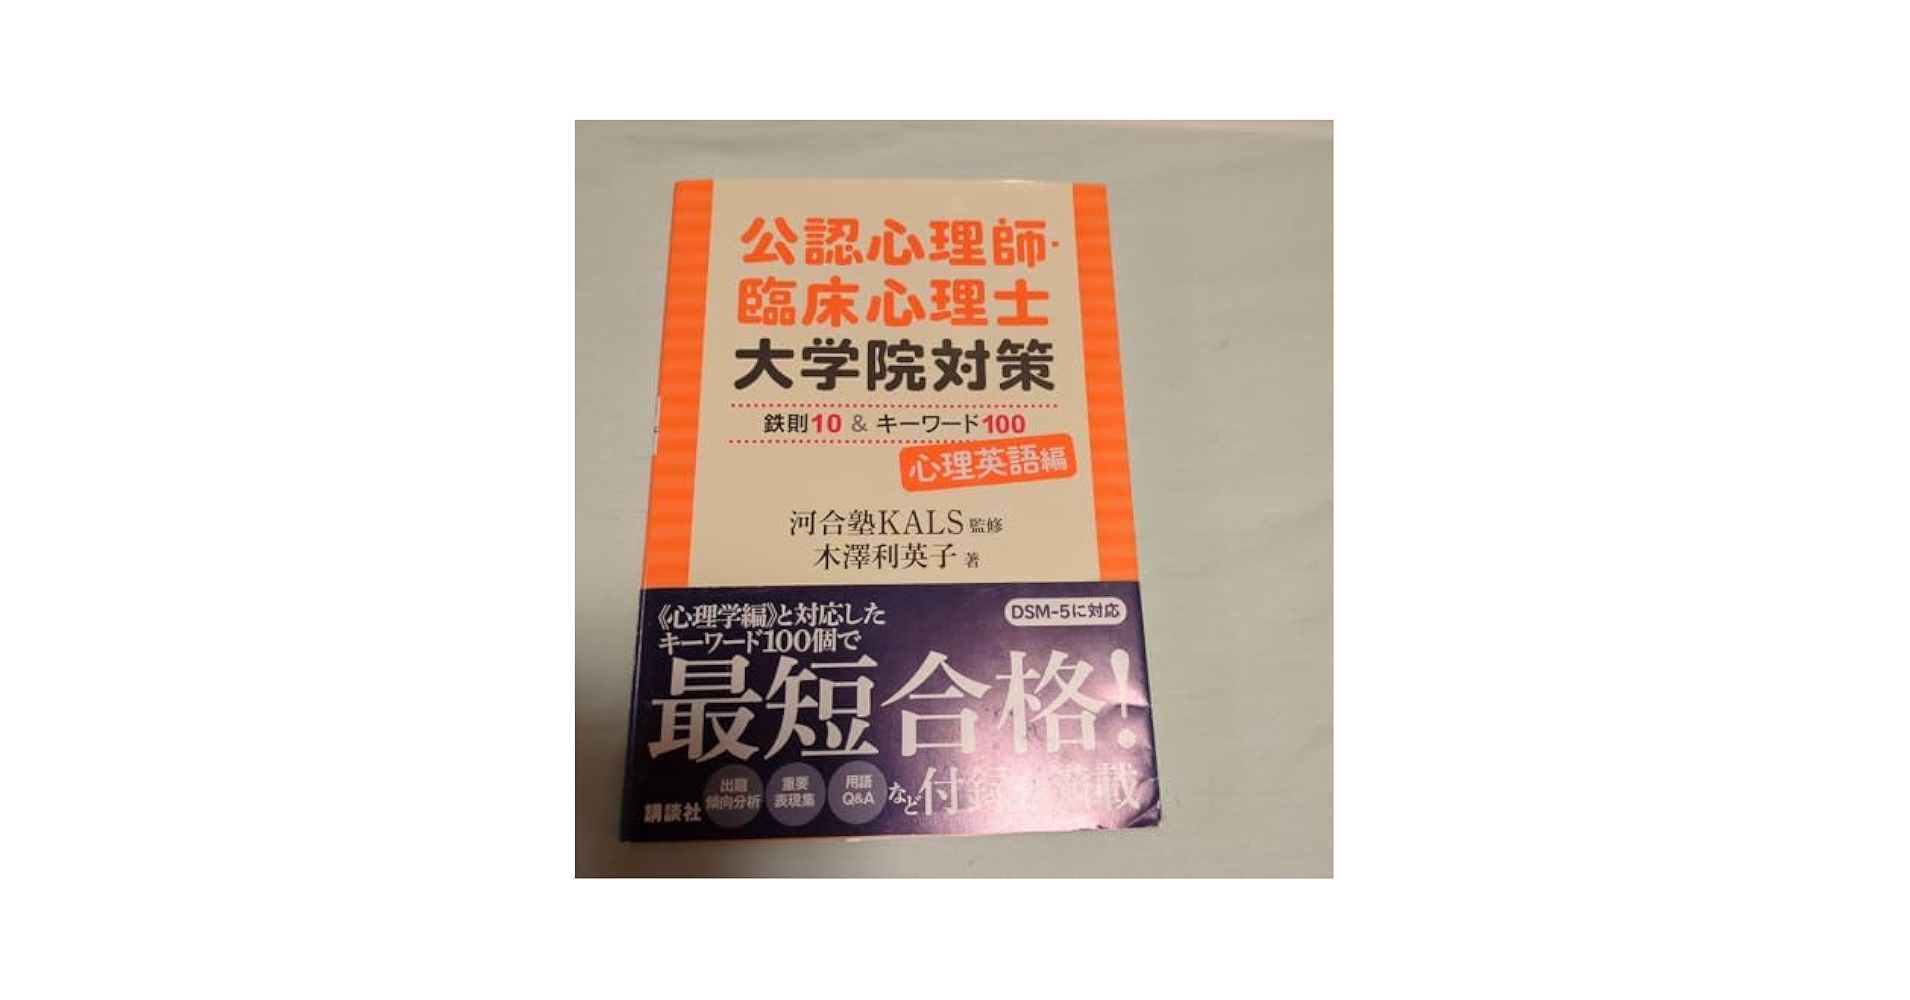 公認心理師・
臨床心理士
大学院対策
鉄則10 & キーワード100
心理英語編
河合塾KALS 監修
木澤利英子 著
《心理学編》と対応した
キーワード100個で
DSM-5に対応
最短合格!
出題
傾向分析
重要
表現集
用語
Q&A
など付録も満載
講談社